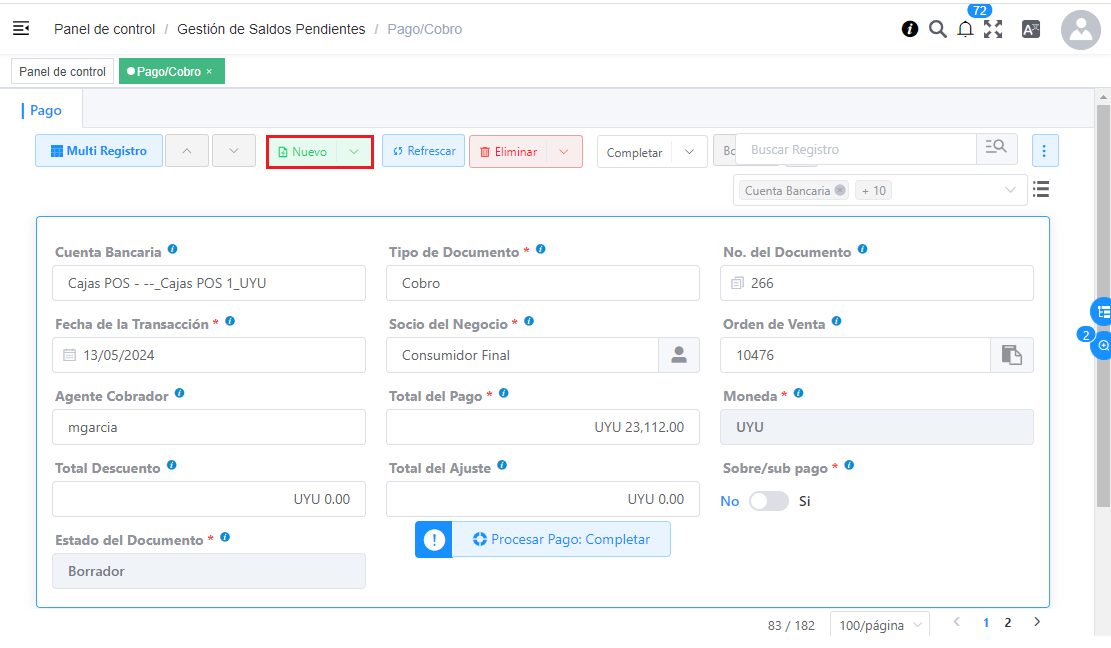 72
Panel de control / Gestión de Saldos Pendientes / Pago/Cobro
Panel de control Pago/Cobro ×
Pago
Multi Registro Nuevo Refrescar Eliminar Completar Buscar Registro
Cuenta Bancaria + 10
Cuenta Bancaria Tipo de Documento * No. del Documento
Cajas POS - --_Cajas POS 1_UYU Cobro 266
Fecha de la Transacción * Socio del Negocio * Orden de Venta
13/05/2024 Consumidor Final 10476
2
Agente Cobrador Total del Pago * Moneda *
mgarcia UYU 23,112.00 UYU
Total Descuento Total del Ajuste Sobre/sub pago *
UYU 0.00 UYU 0.00 No Si
Estado del Documento * Procesar Pago: Completar
Borrador
83 / 182 100/página 1 2